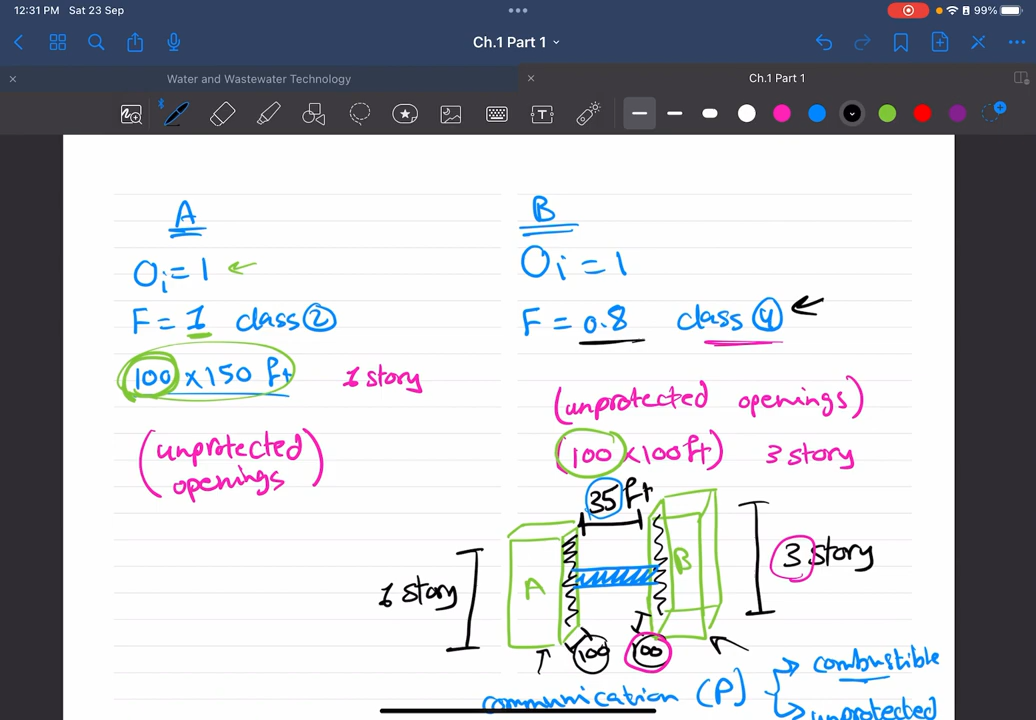 12:31 PM Sat 23 Sep
99%
Ch.1 Part 1
Water and Wastewater Technology
Ch.1 Part 1
A
Oi = 1
F = 1 class 2
100 x 150 ft 1 story
(unprotected
openings)
B
Oi = 1
F = 0.8 class 4
(unprotected openings)
(100 x 100 ft) 3 story
35 ft
1 story
A
B
3 story
100
100
communication (P)
combustible
unprotected